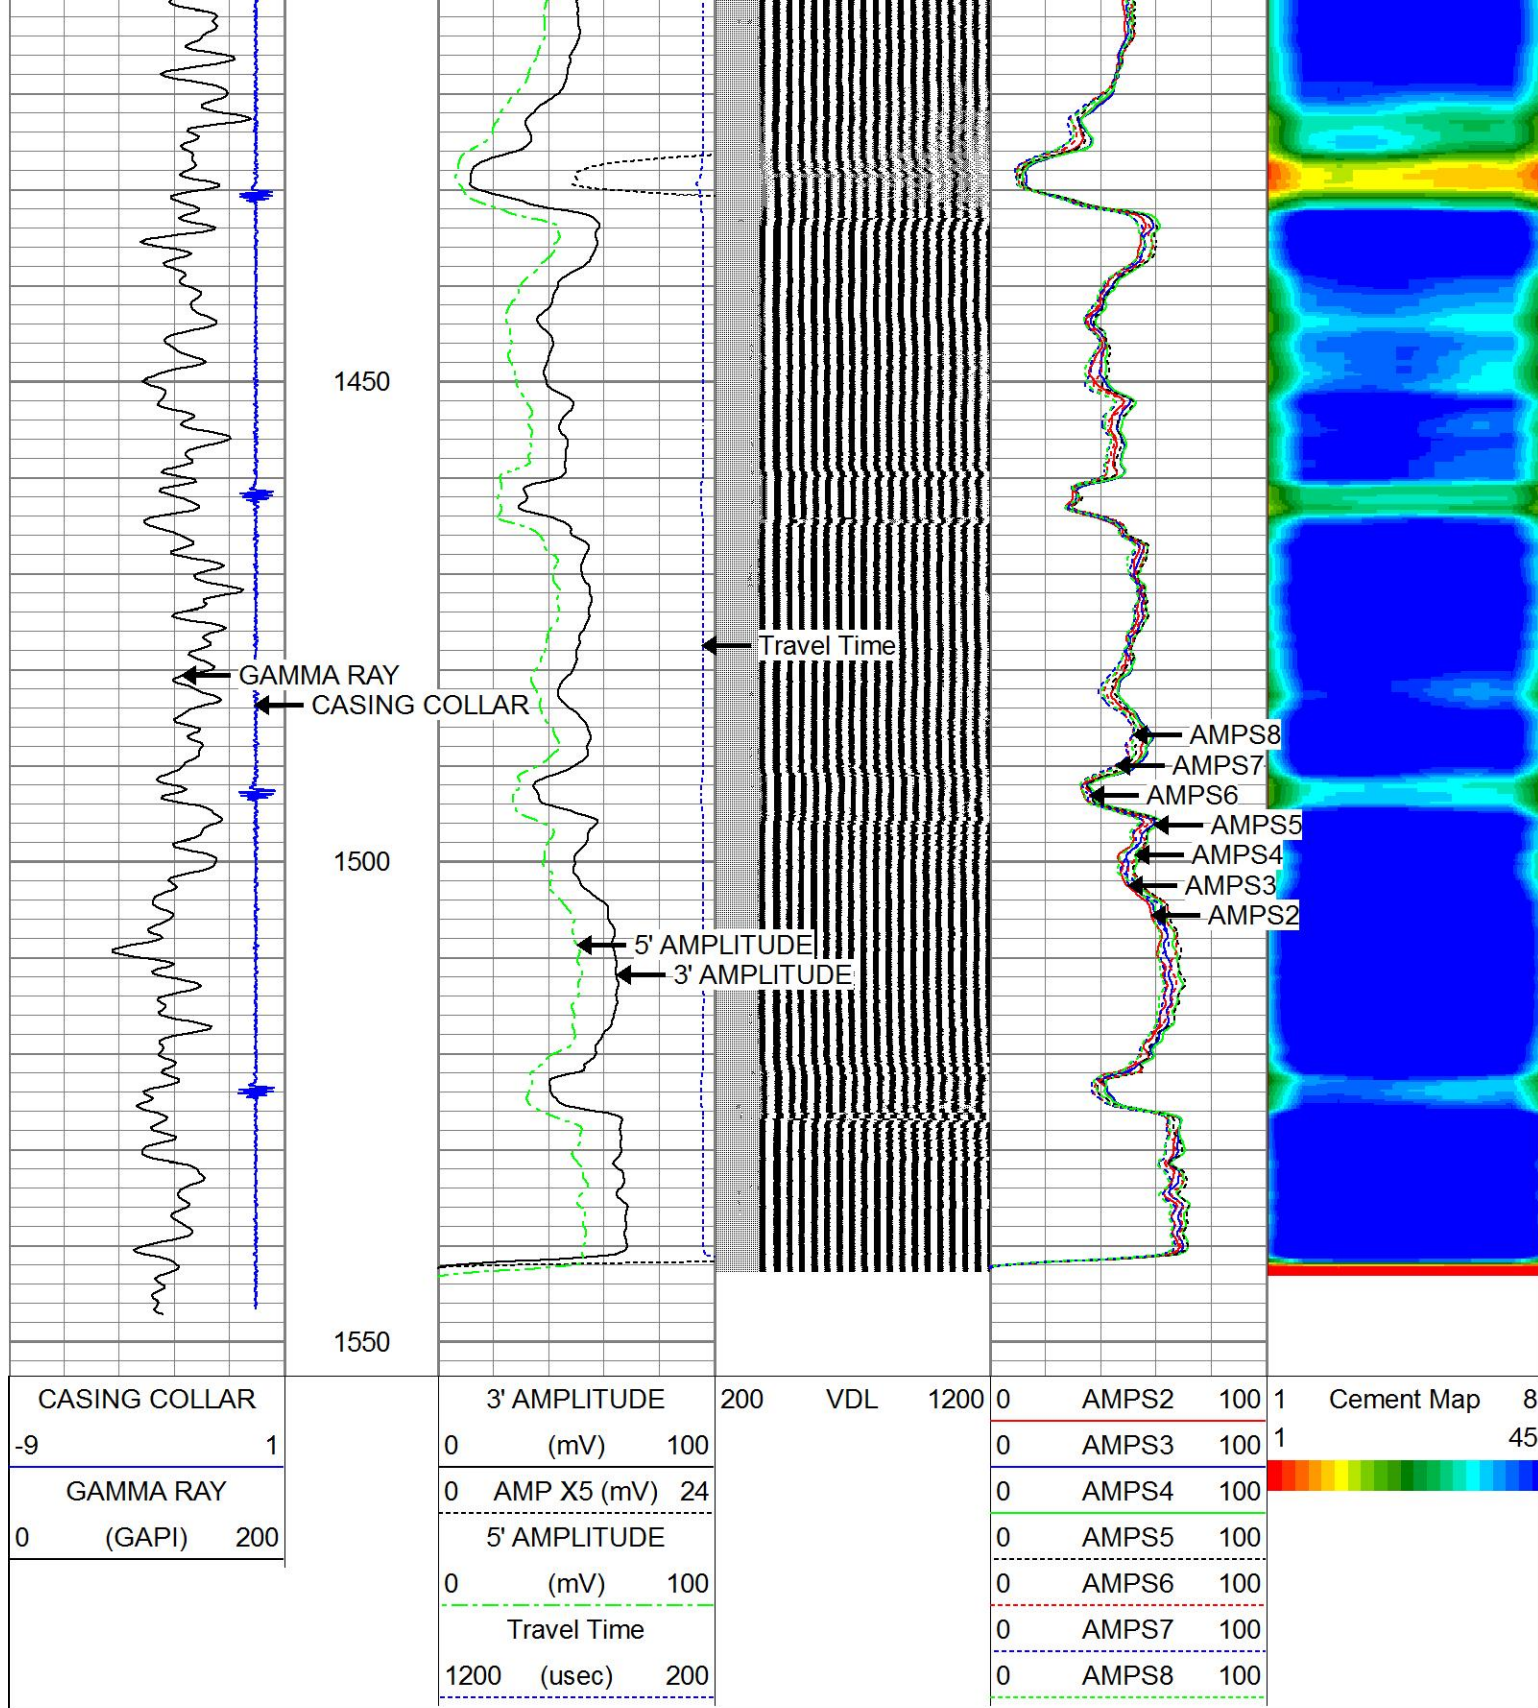 1450
Travel Time
GAMMA RAY
CASING COLLAR
AMPS8
AMPS7
AMPS6
AMPS5
1500
AMPS4
AMPS3
AMPS2
5' AMPLITUDE
3' AMPLITUDE
1550
CASING COLLAR
-9 1
GAMMA RAY
0 (GAPI) 200
3' AMPLITUDE
0 (mV) 100
0 AMP X5 (mV) 24
5' AMPLITUDE
0 (mV) 100
Travel Time
1200 (usec) 200
200 VDL 1200
0 AMPS2 100
0 AMPS3 100
0 AMPS4 100
0 AMPS5 100
0 AMPS6 100
0 AMPS7 100
0 AMPS8 100
1 Cement Map 8
1 45